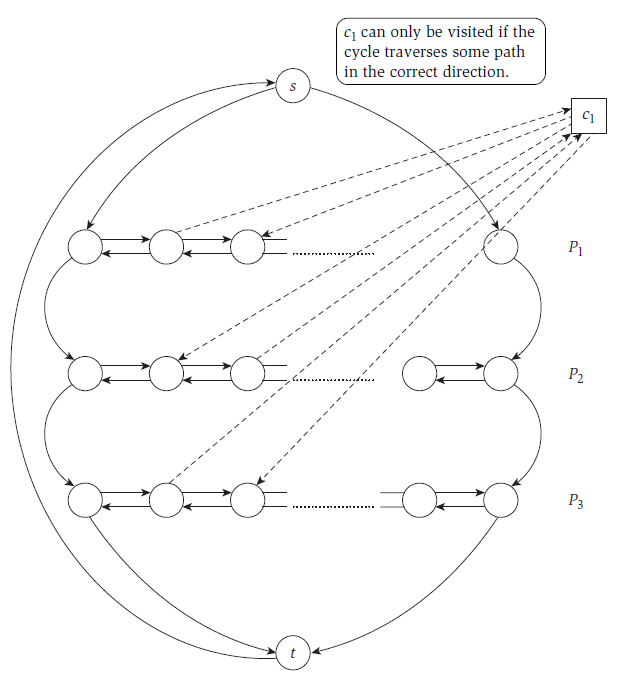 c1 can only be visited if the
cycle traverses some path
in the correct direction.
s
c1
P1
P2
P3
t